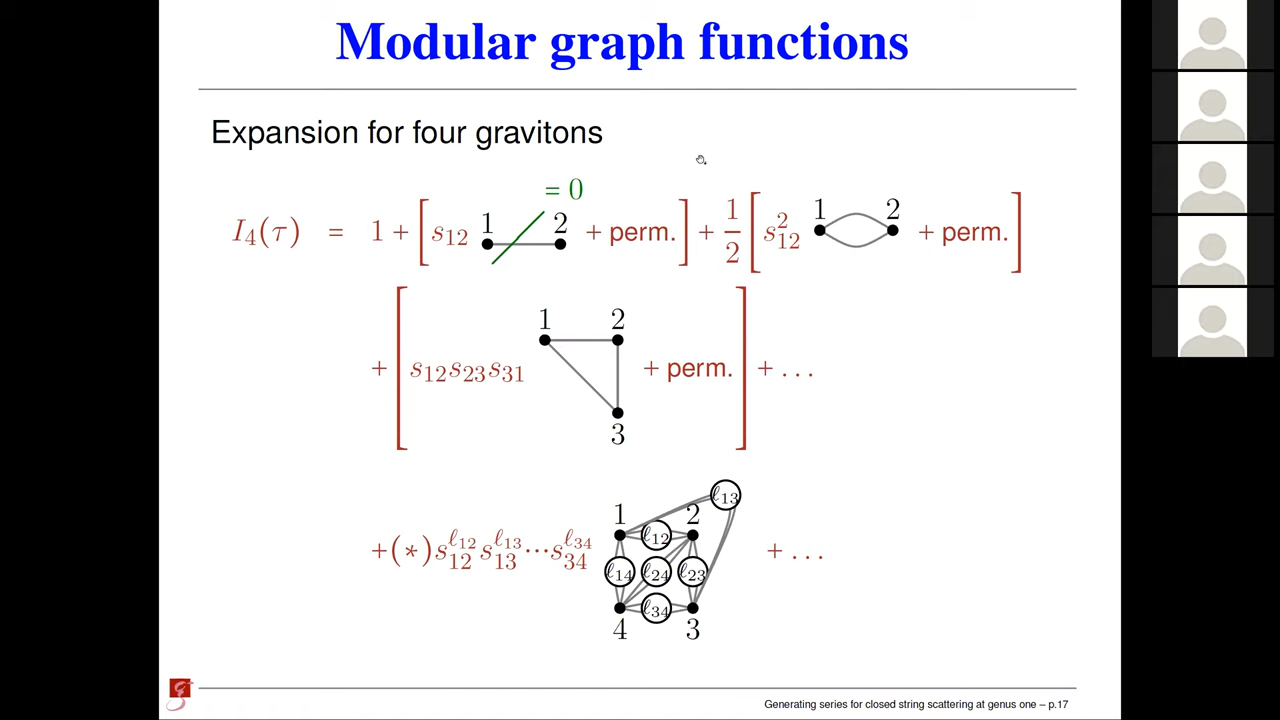 Modular graph functions
Expansion for four gravitons
= 0
I₄(τ) = 1 + [ s₁₂ 1 2 + perm. ] + 1/2 [ s₁₂² 1 2 + perm. ]
1 2
+ [ s₁₂s₂₃s₃₁ + perm. ] + . . .
3
ℓ₁₃
1 2
+(*)s₁₂^ℓ₁₂ s₁₃^ℓ₁₃ ··· s₃₄^ℓ₃₄ ℓ₁₂ + . . .
ℓ₁₄ ℓ₂₄ ℓ₂₃
ℓ₃₄
4 3
Generating series for closed string scattering at genus one – p.17